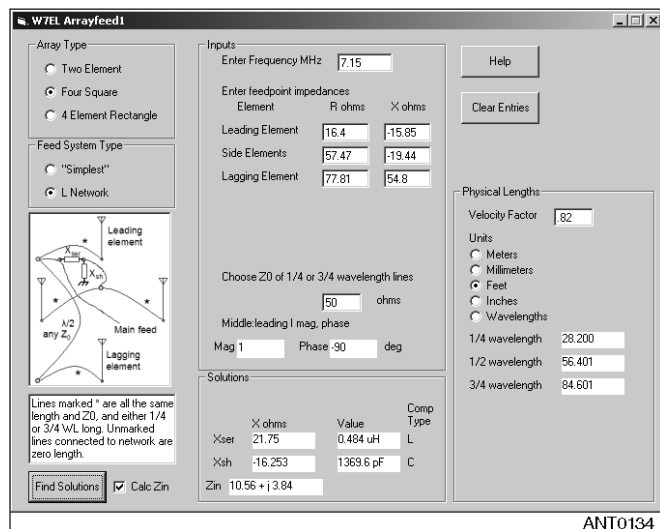 W7EL Arrayfeed1
Array Type
Two Element
Four Square
4 Element Rectangle
Feed System Type
"Simplest"
L Network
Leading element
Xser
Xsh
λ/2
any Z0
Main feed
Lagging element
Lines marked * are all the same length and Z0, and either 1/4 or 3/4 WL long. Unmarked lines connected to network are zero length.
Find Solutions
Calc Zin
Inputs
Enter Frequency MHz 7.15
Enter feedpoint impedances
Element R ohms X ohms
Leading Element 16.4 -15.85
Side Elements 57.47 -19.44
Lagging Element 77.81 54.8
Choose Z0 of 1/4 or 3/4 wavelength lines
50 ohms
Middle:leading I mag, phase
Mag 1 Phase -90 deg
Solutions
X ohms Value Comp Type
Xser 21.75 0.484 uH L
Xsh -16.253 1369.6 pF C
Zin 10.56 + j 3.84
Help
Clear Entries
Physical Lengths
Velocity Factor .82
Units
Meters
Millimeters
Feet
Inches
Wavelengths
1/4 wavelength 28.200
1/2 wavelength 56.401
3/4 wavelength 84.601
ANT0134